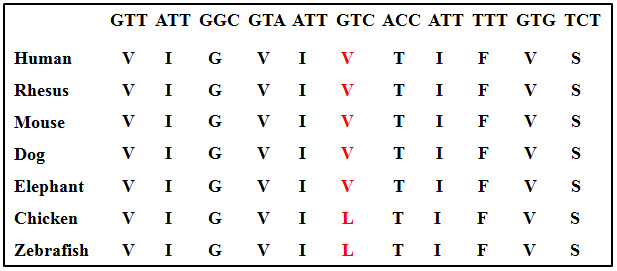 GTT ATT GGC GTA ATT GTC ACC ATT TTT GTG TCT
Human V I G V I V T I F V S
Rhesus V I G V I V T I F V S
Mouse V I G V I V T I F V S
Dog V I G V I V T I F V S
Elephant V I G V I V T I F V S
Chicken V I G V I L T I F V S
Zebrafish V I G V I L T I F V S